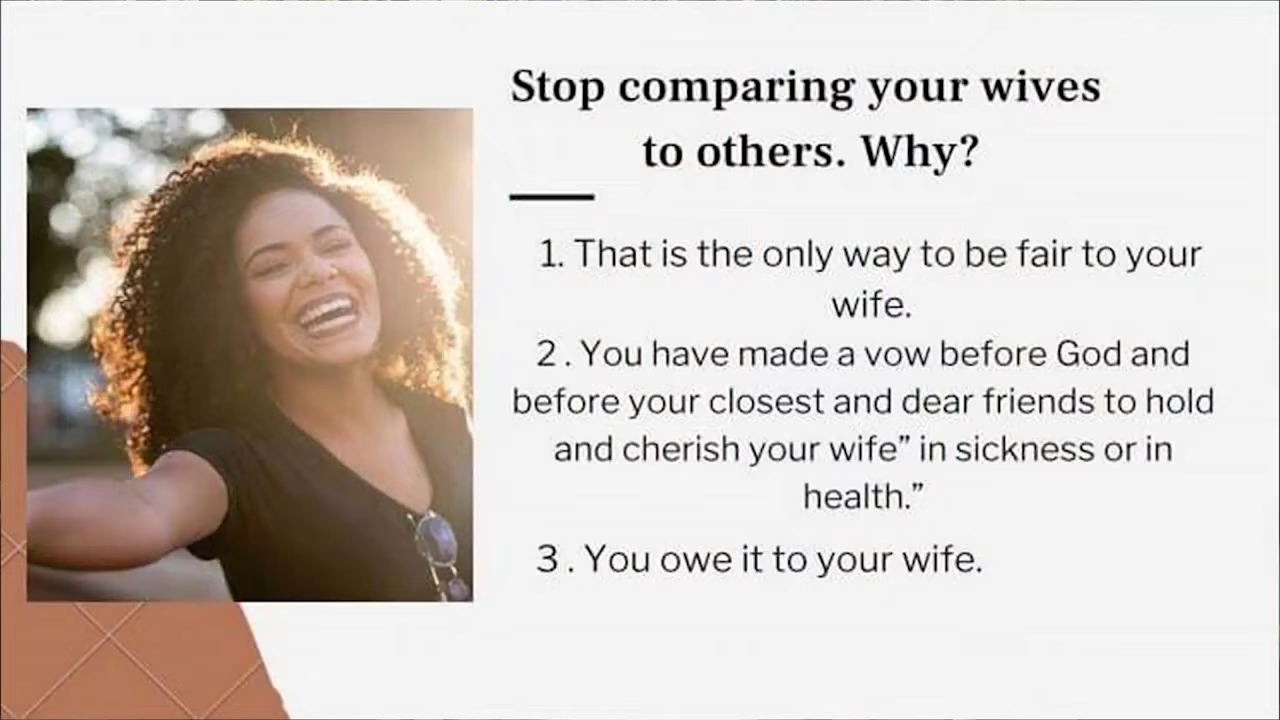 Stop comparing your wives
to others. Why?
1. That is the only way to be fair to your
wife.
2 . You have made a vow before God and
before your closest and dear friends to hold
and cherish your wife” in sickness or in
health.”
3 . You owe it to your wife.